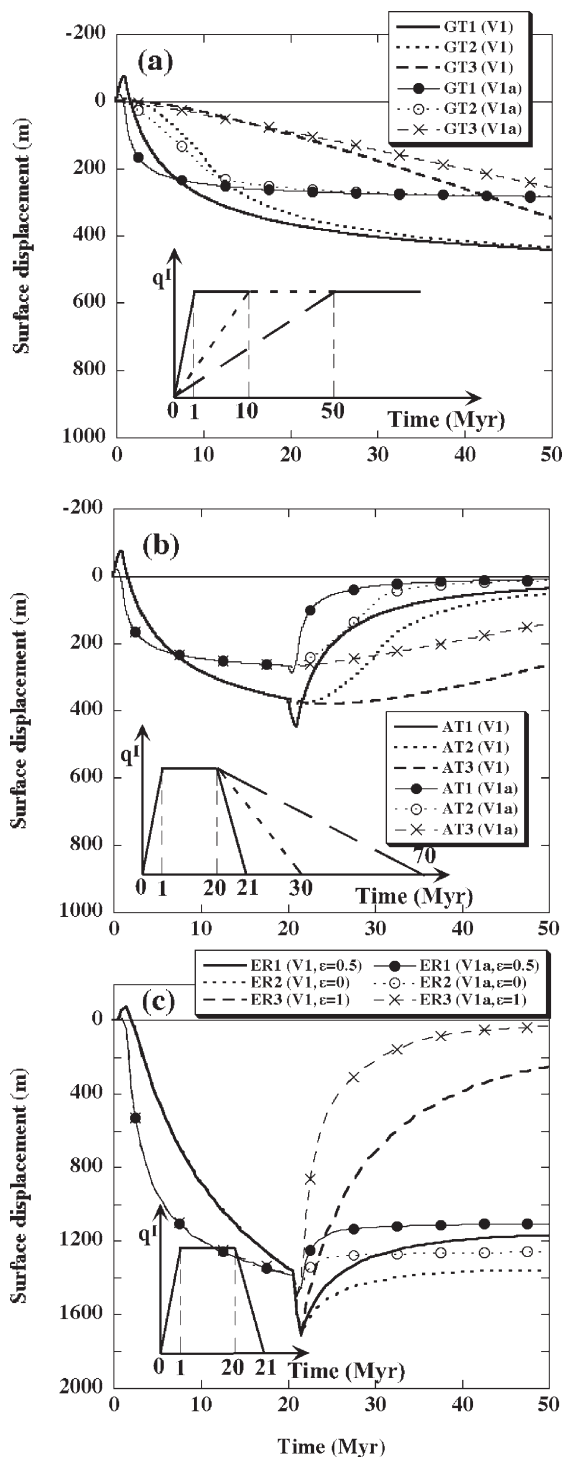 -200
0
200
400
600
800
1000
Surface displacement (m)
(a)
GT1 (V1)
GT2 (V1)
GT3 (V1)
GT1 (V1a)
GT2 (V1a)
GT3 (V1a)
qI
0 1 10 50
Time (Myr)
0 10 20 30 40 50
-200
0
200
400
600
800
1000
Surface displacement (m)
(b)
AT1 (V1)
AT2 (V1)
AT3 (V1)
AT1 (V1a)
AT2 (V1a)
AT3 (V1a)
qI
70
0 1 20 21 30
Time (Myr)
0 10 20 30 40 50
ER1 (V1,ε=0.5) ER1 (V1a,ε=0.5)
ER2 (V1,ε=0) ER2 (V1a,ε=0)
ER3 (V1,ε=1) ER3 (V1a,ε=1)
(c)
0
400
800
1200
1600
2000
Surface displacement (m)
qI
0 1 20 21
Time (Myr)
0 10 20 30 40 50
Time (Myr)